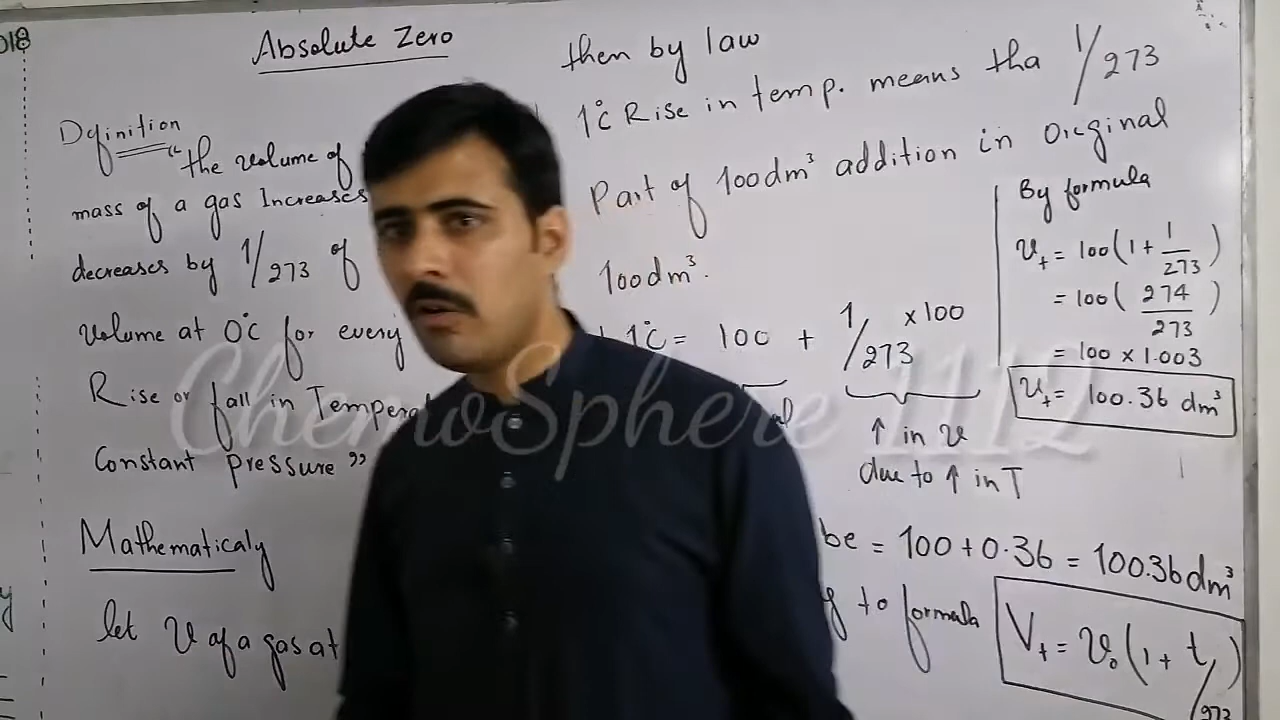 018
Absolute Zero
Definition
"the volume of
mass of a gas Increases
decreases by 1/273 of
volume at 0°C for every
Rise or fall in Tempera
Constant pressure"
Mathematicaly
let V of a gas at
then by law
1°C Rise in temp. means tha 1/273
Part of 100dm³ addition in Original
100dm³.
1°C = 100 + 1/273 x100
↑ in v
due to ↑ in T
be = 100+0.36 = 100.36dm³
to formula
Vt = V₀(1 + t/273)
By formula
Vt = 100(1+ 1/273)
= 100( 274/273 )
= 100 x 1.003
Vt = 100.36 dm³
ChemoSphere 1112